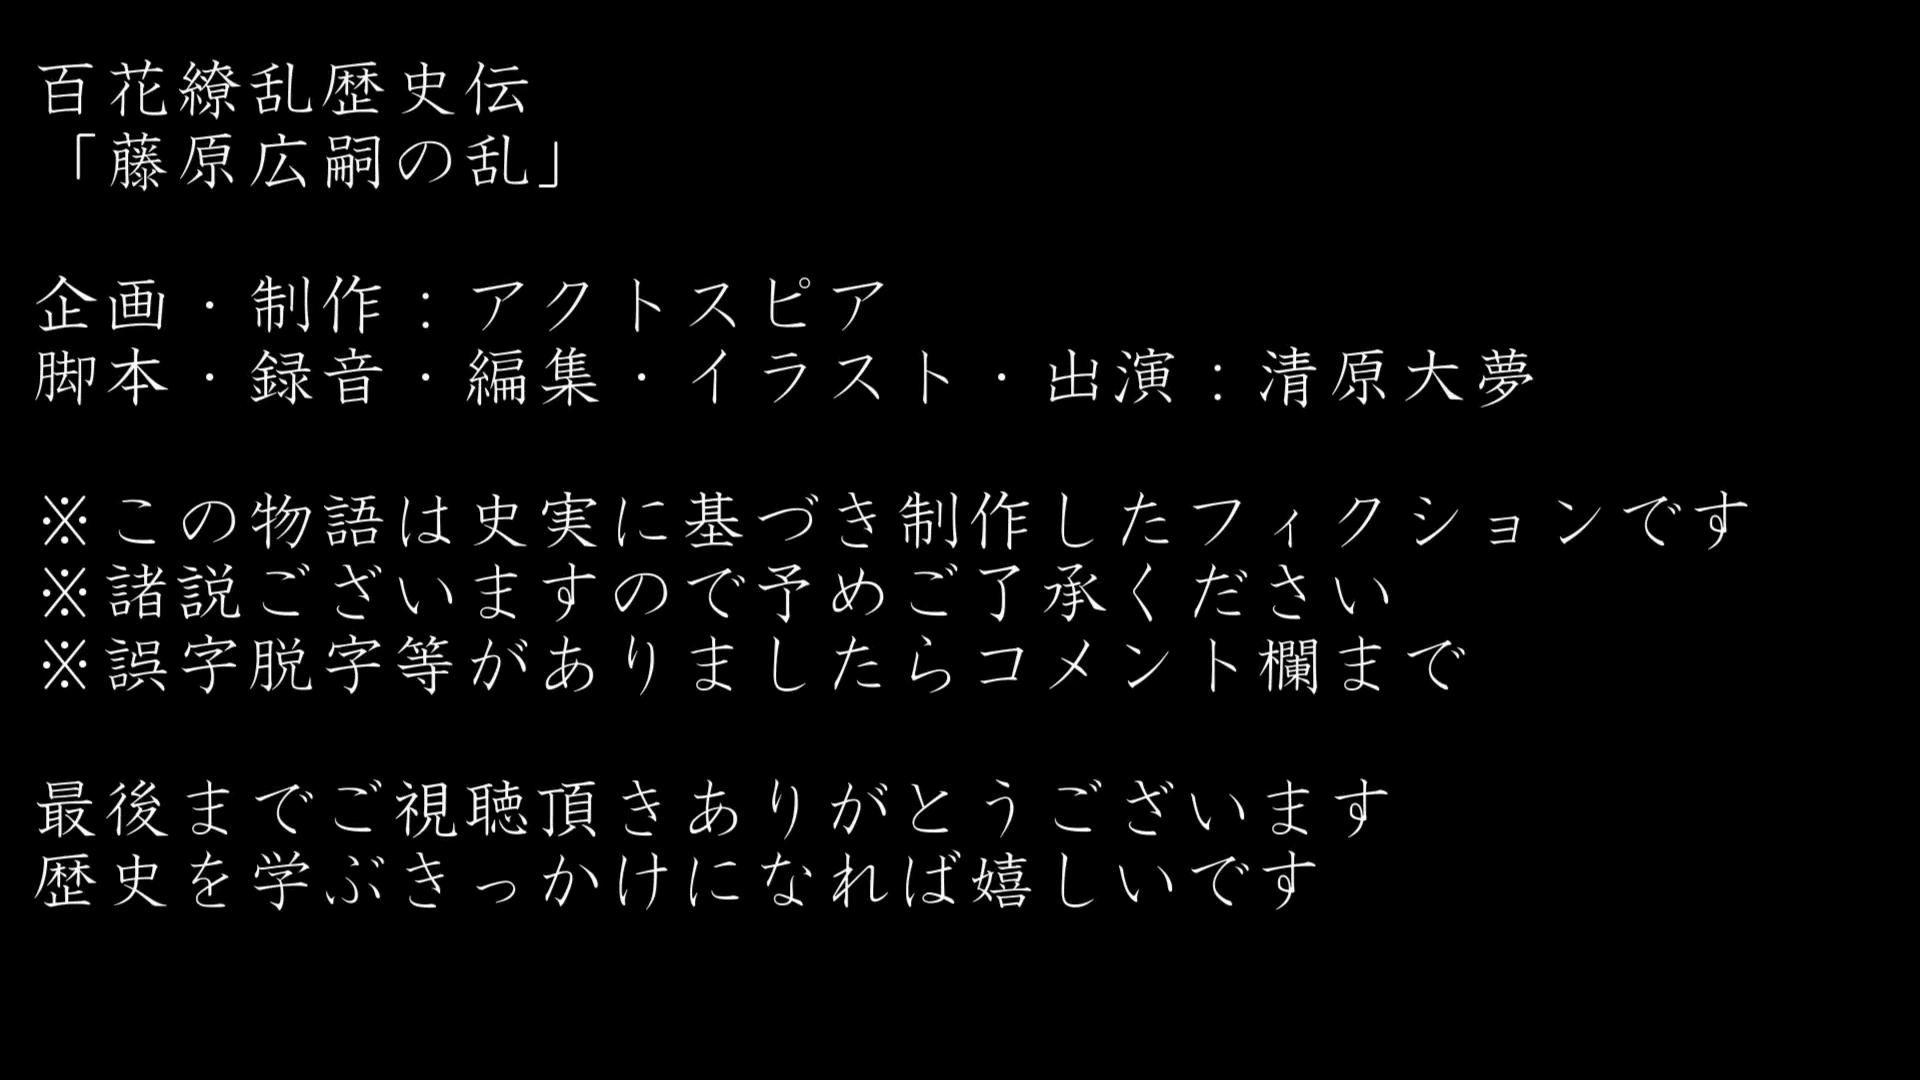 百花繚乱歴史伝
「藤原広嗣の乱」
企画・制作：アクトスピア
脚本・録音・編集・イラスト・出演：清原大夢
※この物語は史実に基づき制作したフィクションです
※諸説ございますので予めご了承ください
※誤字脱字等がありましたらコメント欄まで
最後までご視聴頂きありがとうございます
歴史を学ぶきっかけになれば嬉しいです